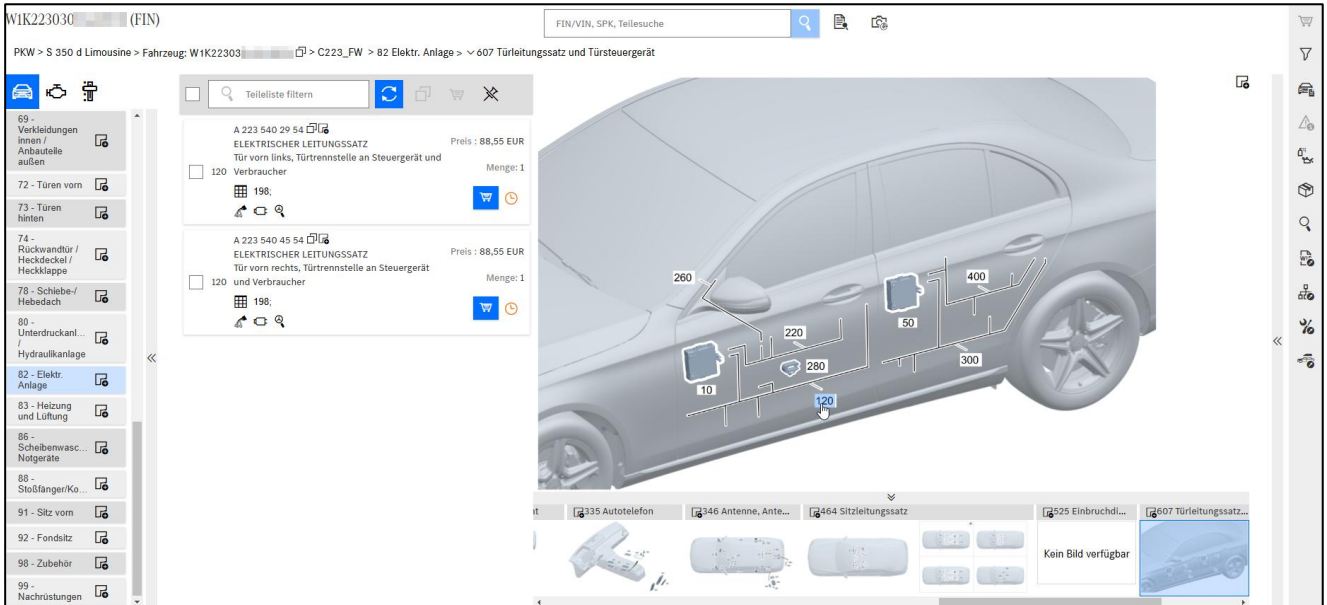 W1K223030 (FIN)
FIN/VIN, SPK, Teilesuche
PKW > S 350 d Limousine > Fahrzeug: W1K22303 > C223_FW > 82 Elektr. Anlage > 607 Türleitungssatz und Türsteuergerät
Teileliste filtern
69 -
Verkleidungen
innen /
Anbauteile
außen
72 - Türen vorn
73 - Türen
hinten
74 -
Rückwandtür /
Heckdeckel /
Heckklappe
78 - Schiebe-/
Hebedach
80 -
Unterdruckanl...
/
Hydraulikanlage
82 - Elektr.
Anlage
83 - Heizung
und Lüftung
86 -
Scheibenwasc...
Notgeräte
88 -
Stoßfänger/Ko...
91 - Sitz vorn
92 - Fondsitz
98 - Zubehör
99 -
Nachrüstungen
A 223 540 29 54
ELEKTRISCHER LEITUNGSSATZ
Preis : 88,55 EUR
Tür vorn links, Türtrennstelle an Steuergerät und
120 Verbraucher
Menge: 1
198;
A 223 540 45 54
ELEKTRISCHER LEITUNGSSATZ
Preis : 88,55 EUR
Tür vorn rechts, Türtrennstelle an Steuergerät
120 und Verbraucher
Menge: 1
198;
260
400
50
220
300
280
10
120
335 Autotelefon
346 Antenne, Ante...
464 Sitzleitungssatz
525 Einbruchdi...
607 Türleitungssatz...
Kein Bild verfügbar